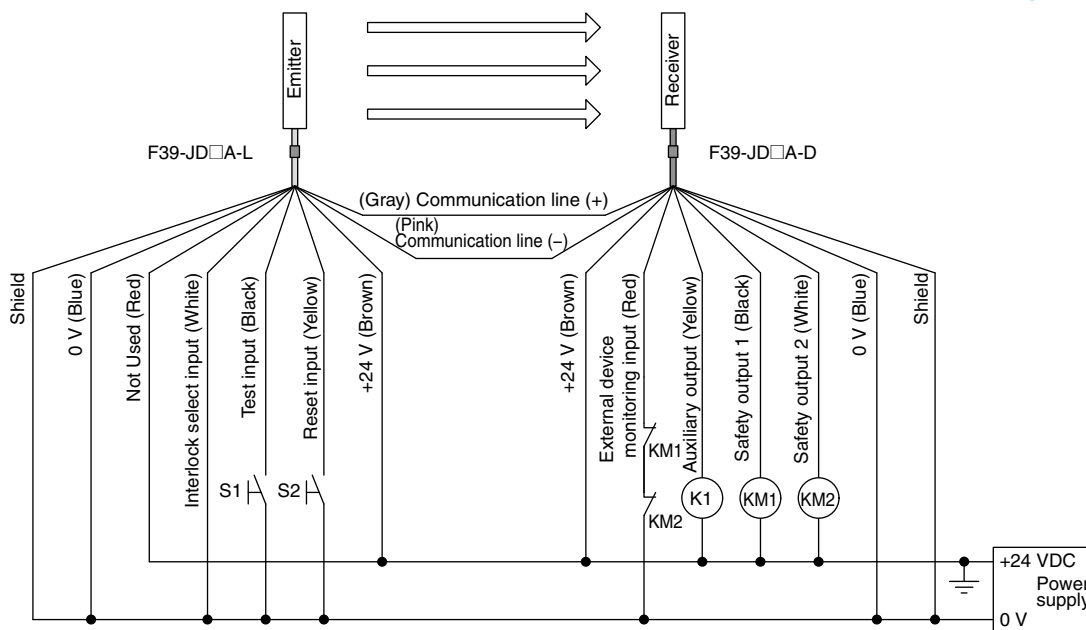 Emitter
Receiver
F39-JD□A-L
F39-JD□A-D
(Gray) Communication line (+)
(Pink)
Communication line (−)
Shield
0 V (Blue)
Not Used (Red)
Interlock select input (White)
Test input (Black)
Reset input (Yellow)
+24 V (Brown)
+24 V (Brown)
External device
monitoring input (Red)
Auxiliary output (Yellow)
Safety output 1 (Black)
Safety output 2 (White)
0 V (Blue)
Shield
S1
S2
KM1
KM2
K1
KM1
KM2
+24 VDC
Power
supply
0 V